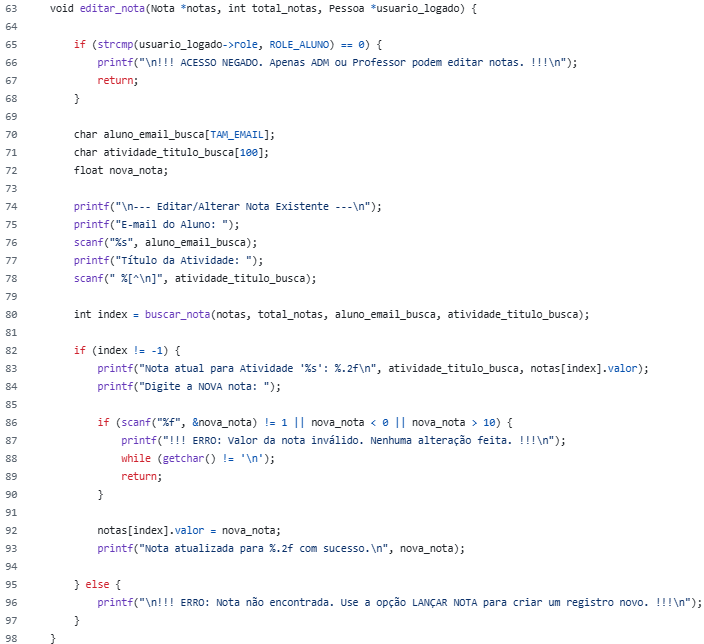 63 void editar_nota(Nota *notas, int total_notas, Pessoa *usuario_logado) {
64
65 if (strcmp(usuario_logado->role, ROLE_ALUNO) == 0) {
66 printf("\n!!! ACESSO NEGADO. Apenas ADM ou Professor podem editar notas. !!!\n");
67 return;
68 }
69
70 char aluno_email_busca[TAM_EMAIL];
71 char atividade_titulo_busca[100];
72 float nova_nota;
73
74 printf("\n--- Editar/Alterar Nota Existente ---\n");
75 printf("E-mail do Aluno: ");
76 scanf("%s", aluno_email_busca);
77 printf("Título da Atividade: ");
78 scanf(" %[^\n]", atividade_titulo_busca);
79
80 int index = buscar_nota(notas, total_notas, aluno_email_busca, atividade_titulo_busca);
81
82 if (index != -1) {
83 printf("Nota atual para Atividade '%s': %.2f\n", atividade_titulo_busca, notas[index].valor);
84 printf("Digite a NOVA nota: ");
85
86 if (scanf("%f", &nova_nota) != 1 || nova_nota < 0 || nova_nota > 10) {
87 printf("!!! ERRO: Valor da nota inválido. Nenhuma alteração feita. !!!\n");
88 while (getchar() != '\n');
89 return;
90 }
91
92 notas[index].valor = nova_nota;
93 printf("Nota atualizada para %.2f com sucesso.\n", nova_nota);
94
95 } else {
96 printf("\n!!! ERRO: Nota não encontrada. Use a opção LANÇAR NOTA para criar um registro novo. !!!\n");
97 }
98 }